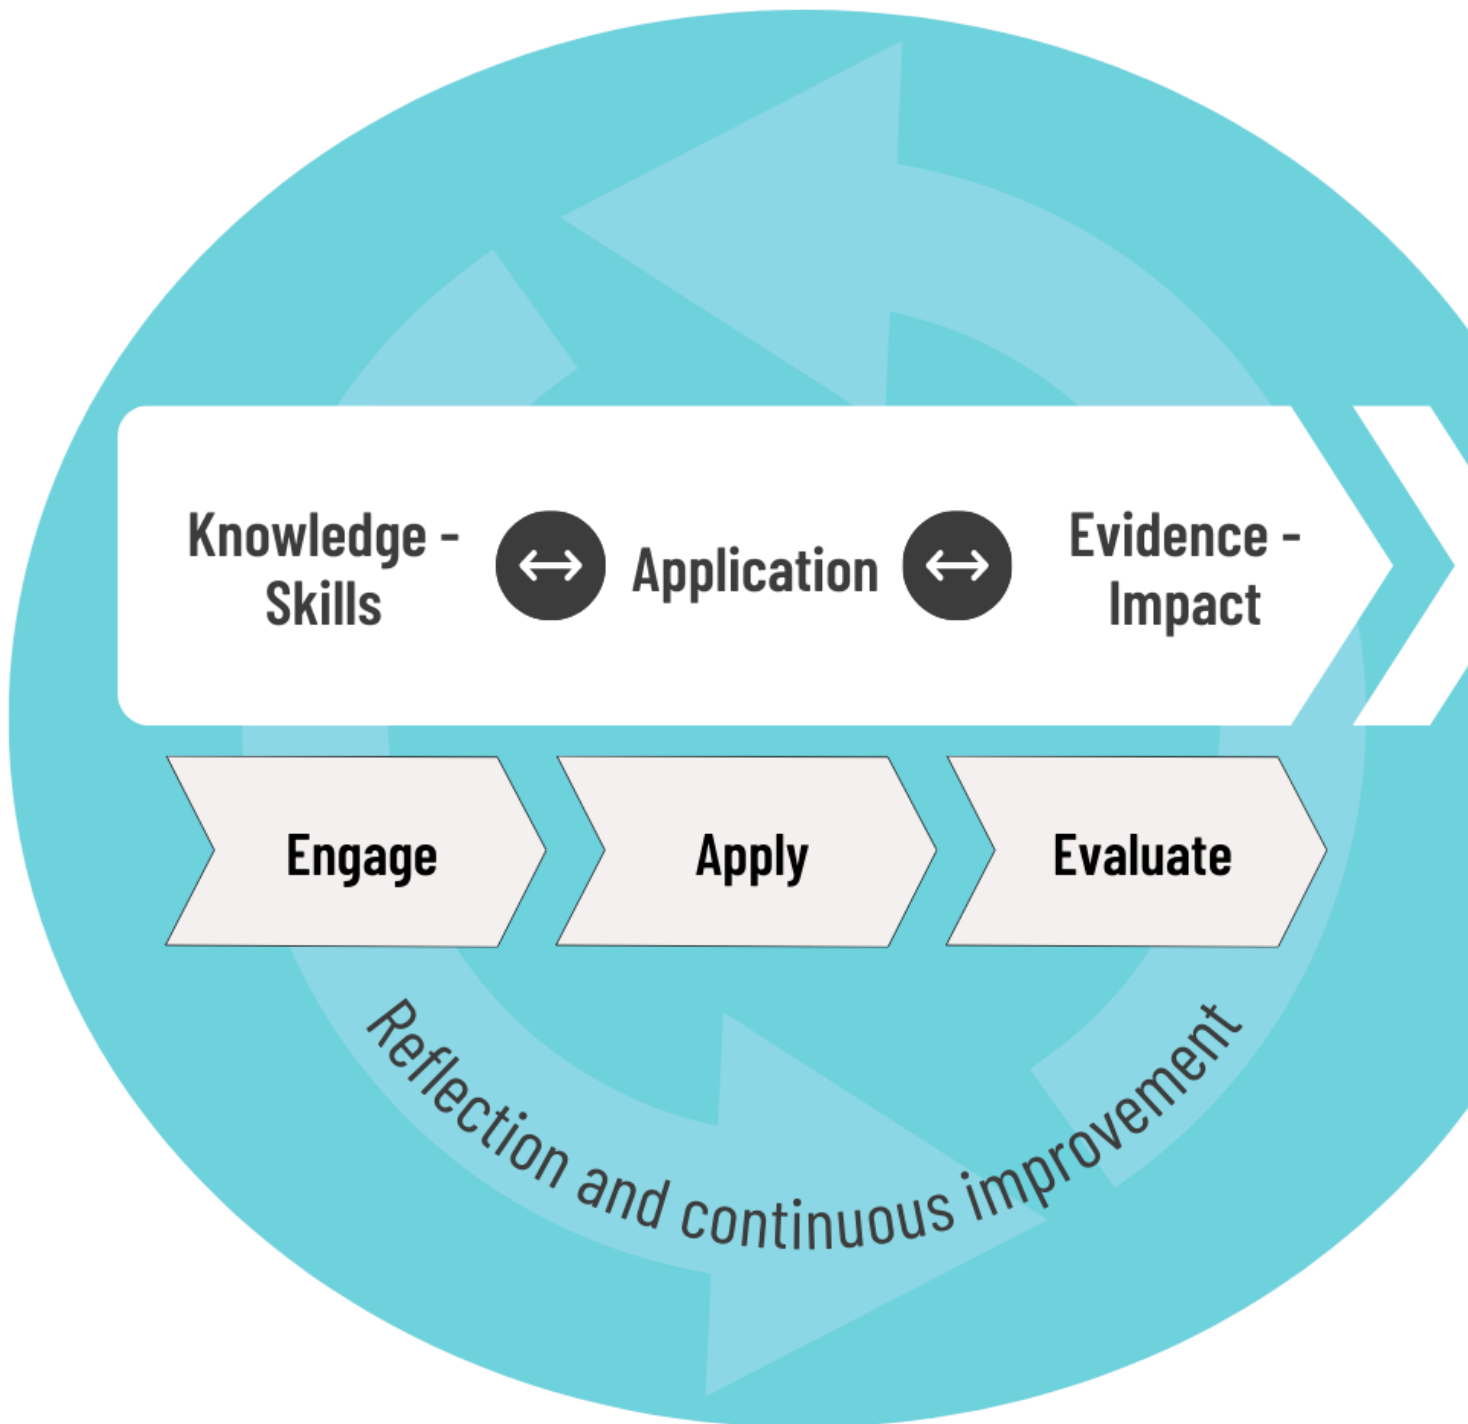 Knowledge -
Skills
Application
Evidence -
Impact
Engage
Apply
Evaluate
Reflection and continuous improvement